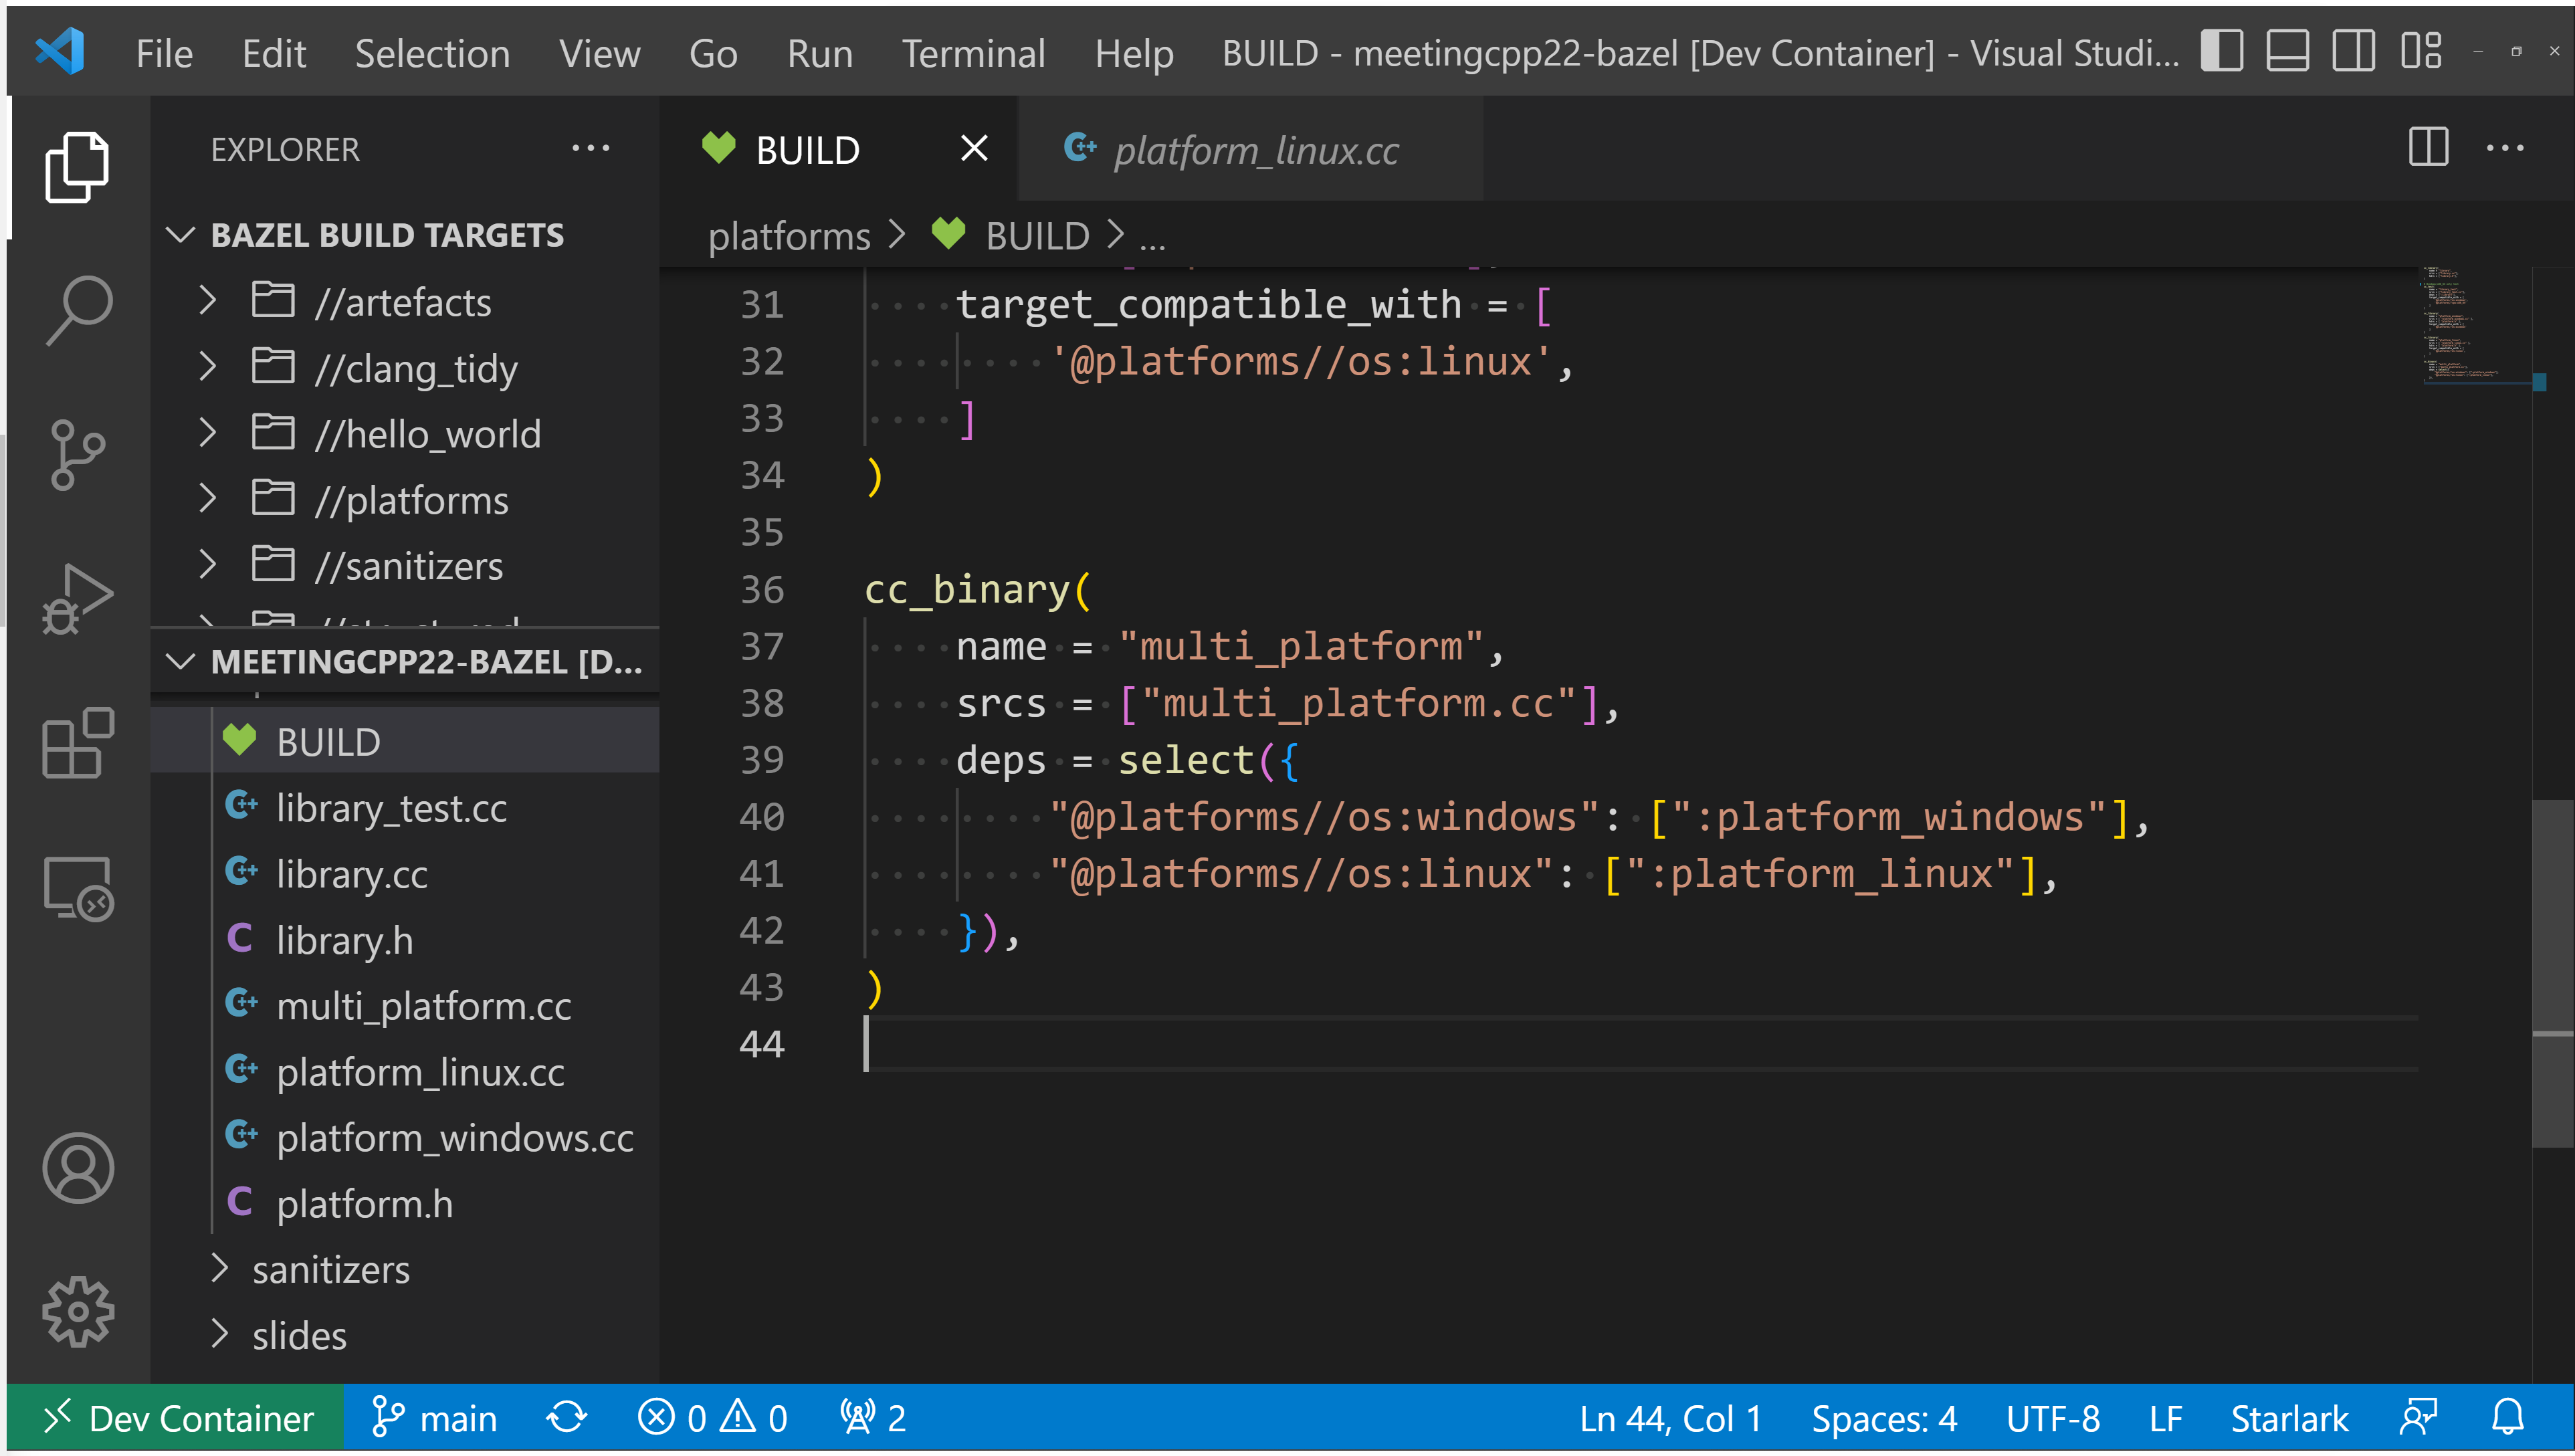 File Edit Selection View Go Run Terminal Help BUILD - meetingcpp22-bazel [Dev Container] - Visual Studi...
EXPLORER
BAZEL BUILD TARGETS
//artefacts
//clang_tidy
//hello_world
//platforms
//sanitizers
MEETINGCPP22-BAZEL [D...
BUILD
library_test.cc
library.cc
library.h
multi_platform.cc
platform_linux.cc
platform_windows.cc
platform.h
sanitizers
slides
BUILD platform_linux.cc
platforms > BUILD > ...
31 target_compatible_with = [
32 '@platforms//os:linux',
33 ]
34 )
35
36 cc_binary(
37 name = "multi_platform",
38 srcs = ["multi_platform.cc"],
39 deps = select({
40 "@platforms//os:windows": [":platform_windows"],
41 "@platforms//os:linux": [":platform_linux"],
42 }),
43 )
44
Dev Container main 0 0 2 Ln 44, Col 1 Spaces: 4 UTF-8 LF Starlark